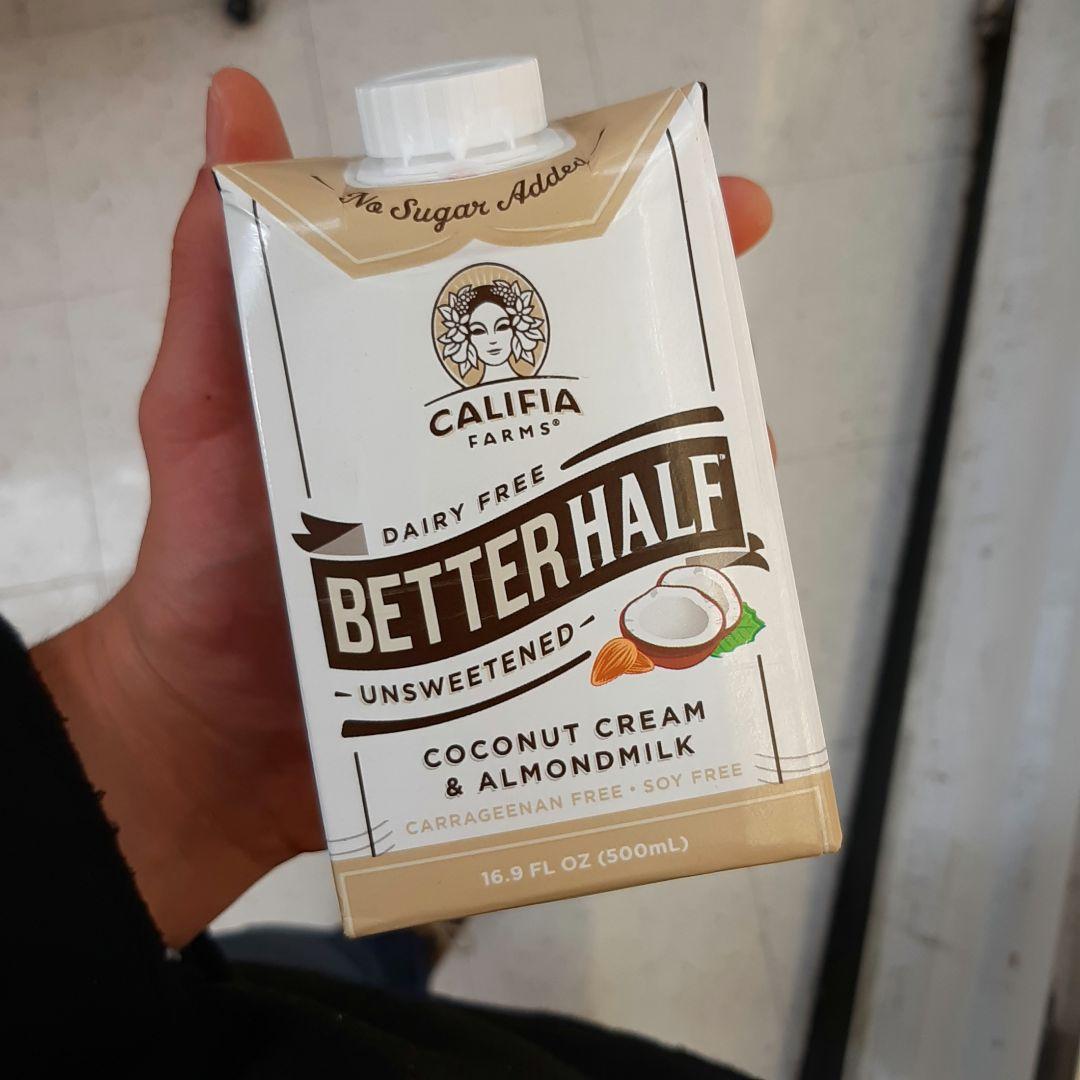 No Sugar Added
CALIFIA
FARMS®
DAIRY FREE
BETTER HALF™
- UNSWEETENED -
COCONUT CREAM
& ALMONDMILK
CARRAGEENAN FREE • SOY FREE
16.9 FL OZ (500mL)